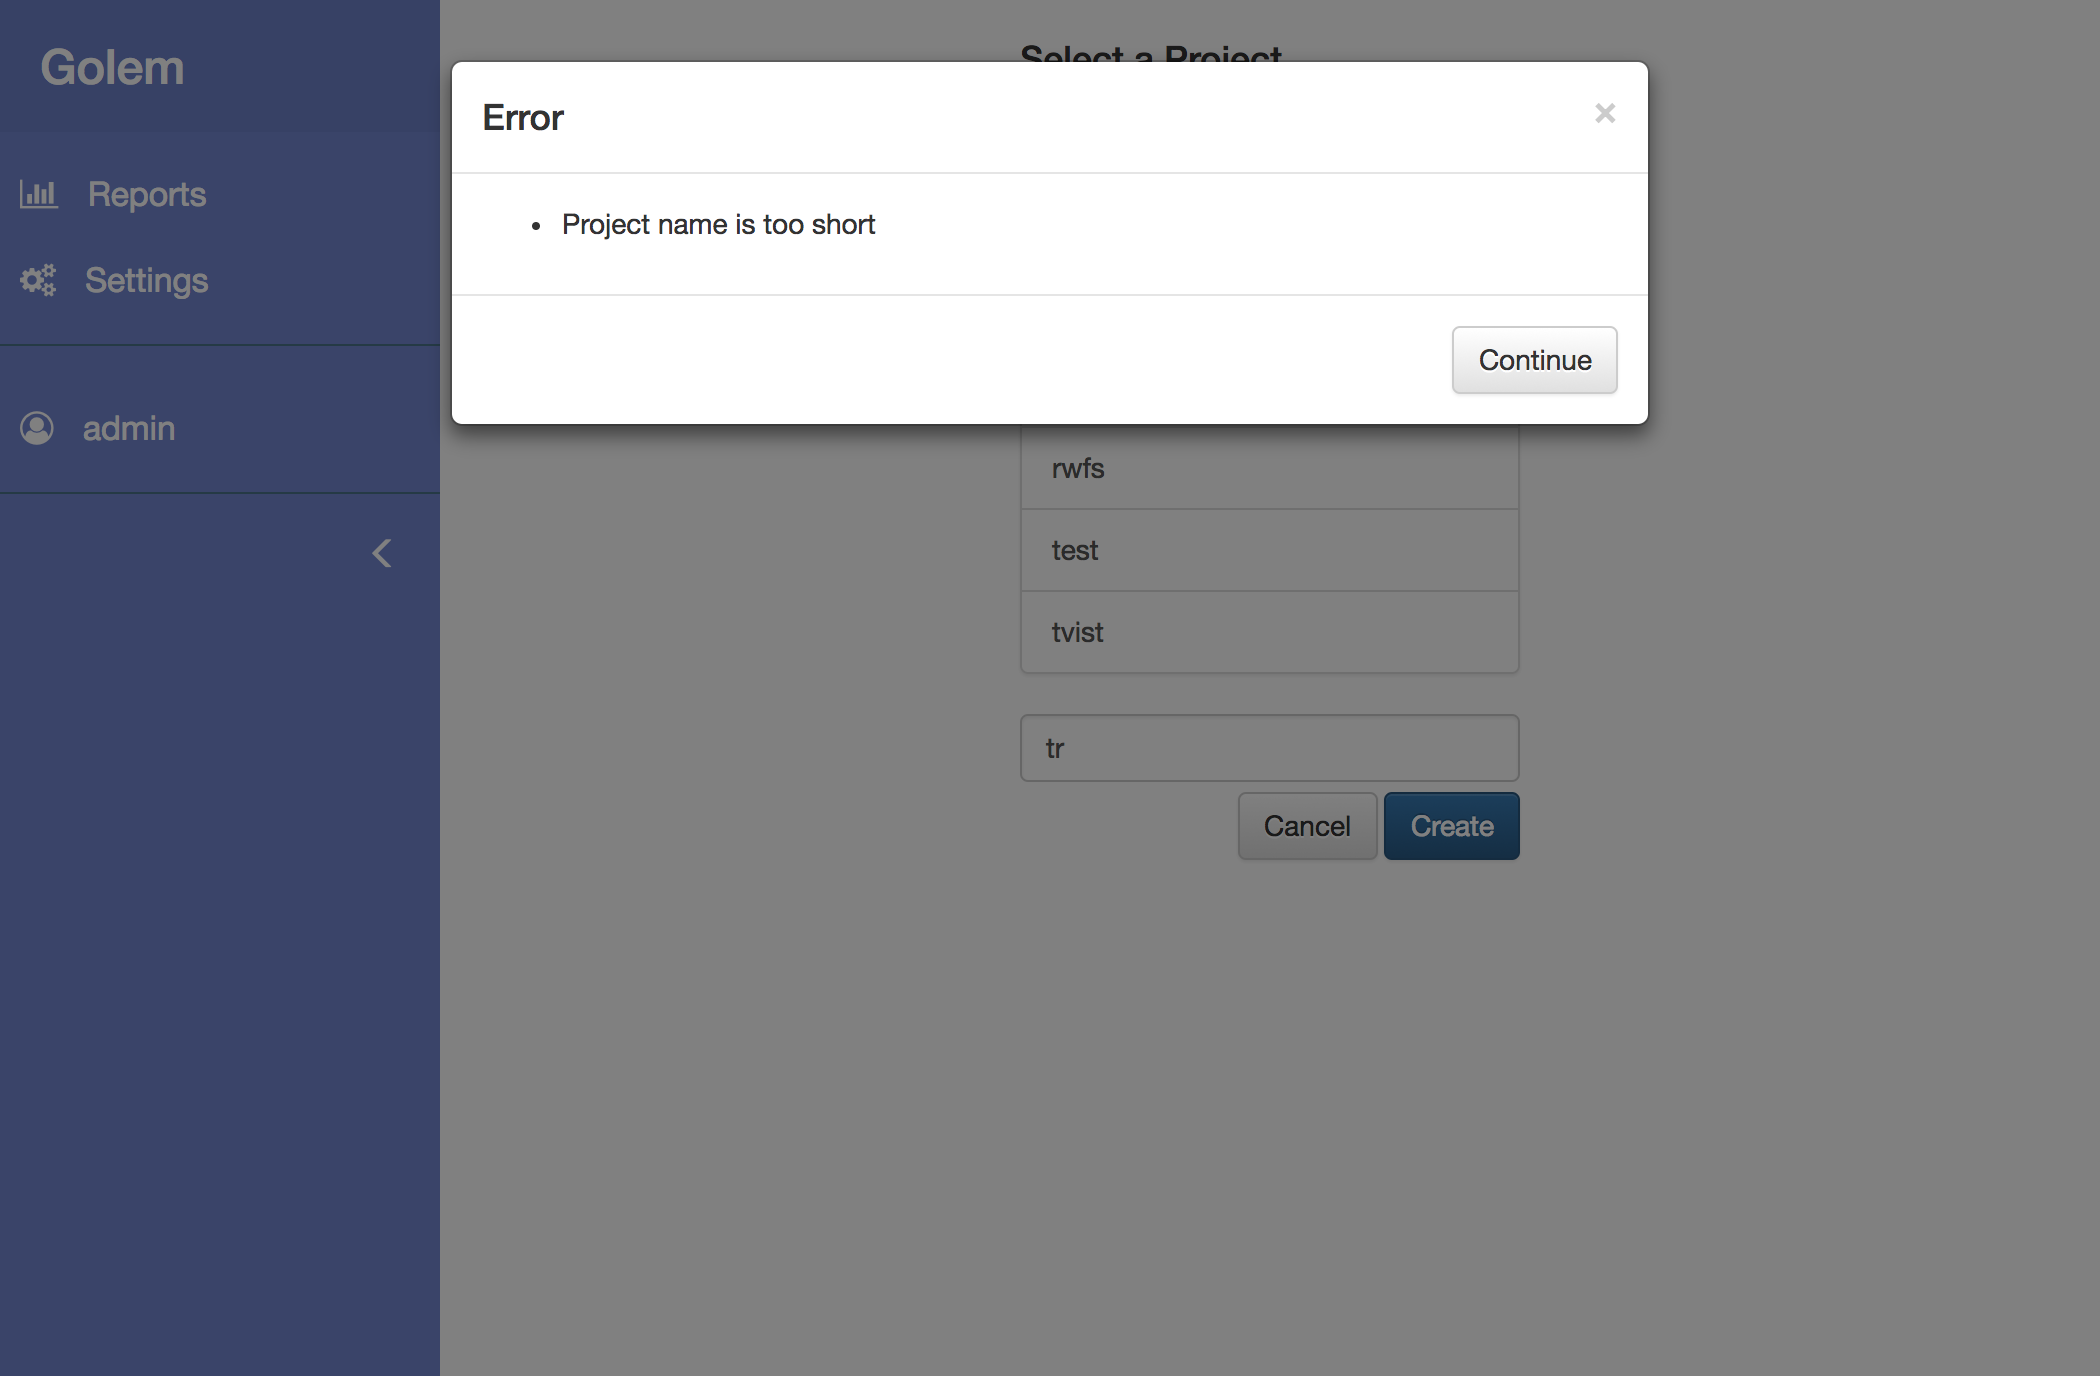 Golem
Reports
Settings
admin
Select a Project
Error
×
Project name is too short
Continue
rwfs
test
tvist
tr
Cancel
Create